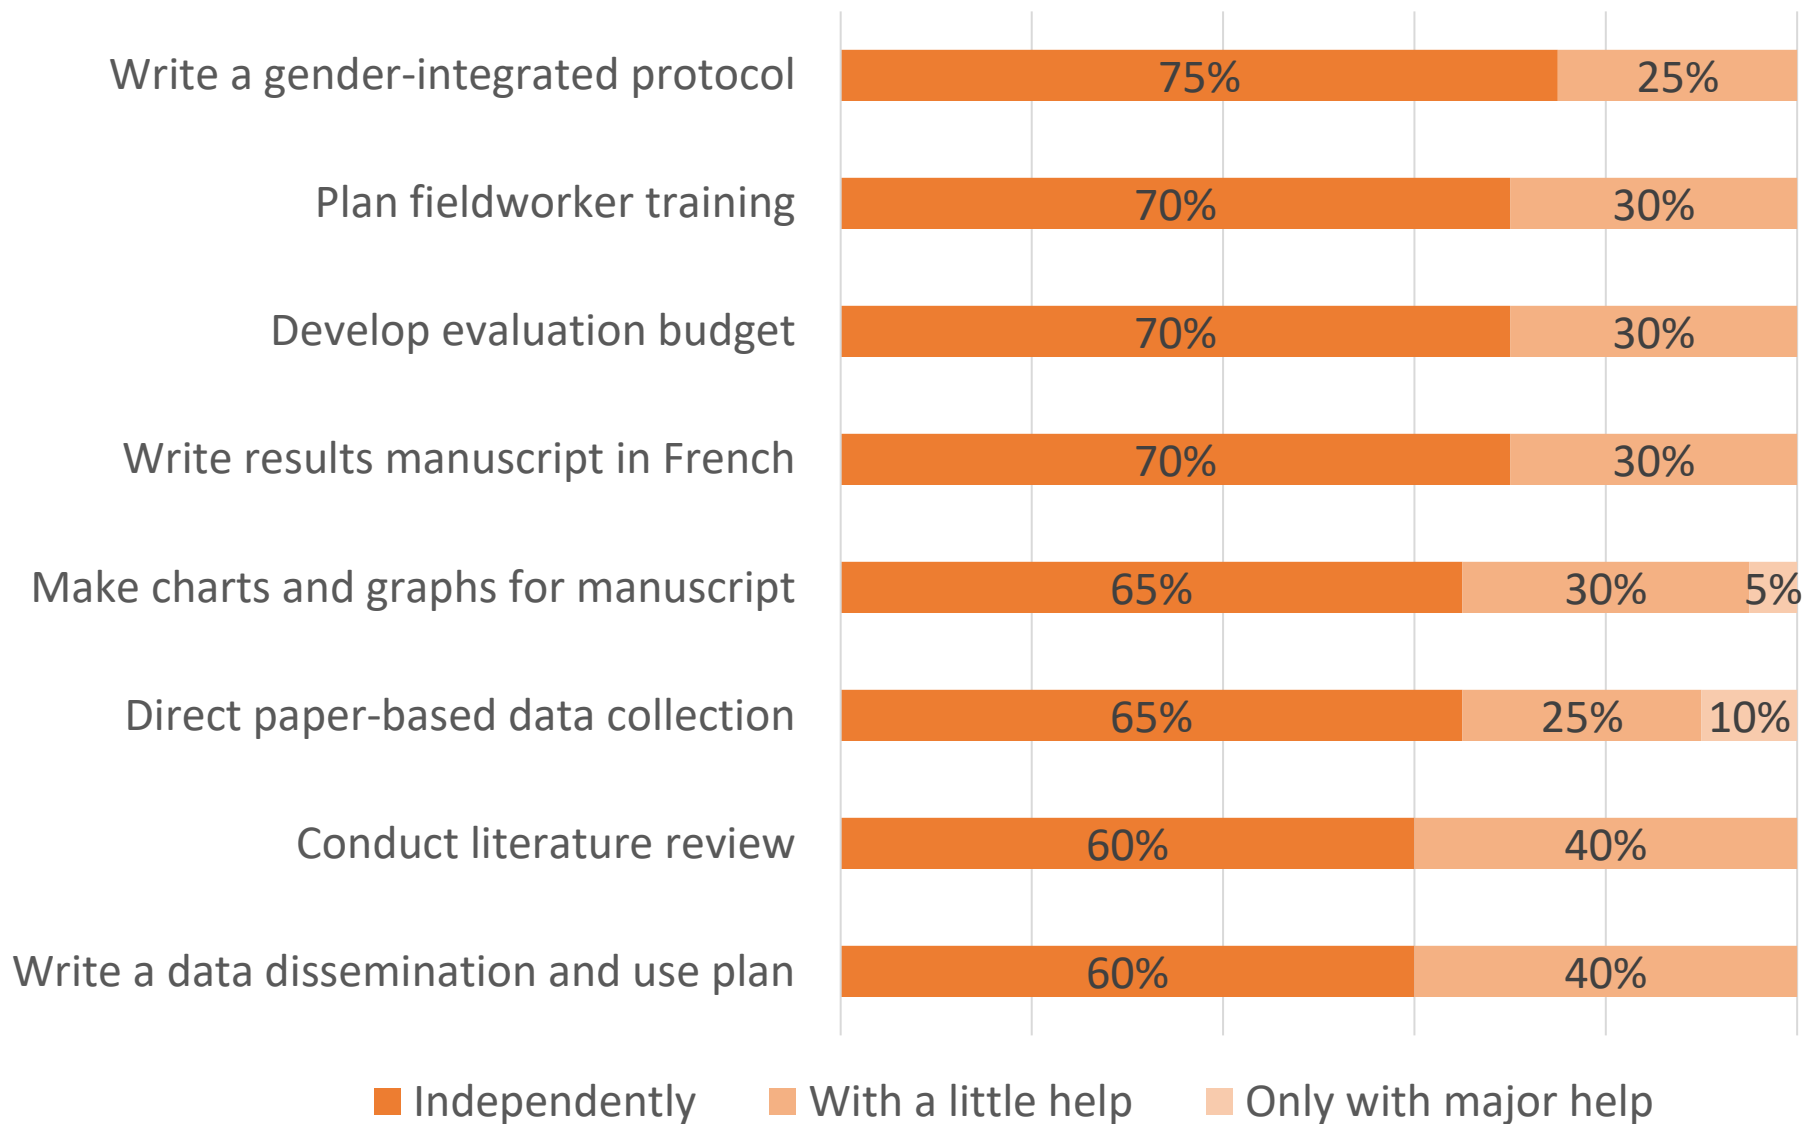 Write a gender-integrated protocol 75% 25%
Plan fieldworker training 70% 30%
Develop evaluation budget 70% 30%
Write results manuscript in French 70% 30%
Make charts and graphs for manuscript 65% 30% 5%
Direct paper-based data collection 65% 25% 10%
Conduct literature review 60% 40%
Write a data dissemination and use plan 60% 40%
Independently With a little help Only with major help